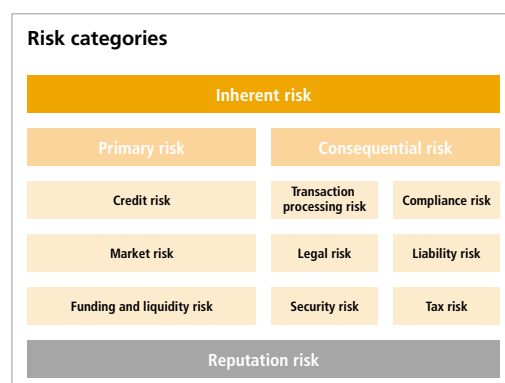 Risk categories
Inherent risk
Primary risk
Consequential risk
Credit risk
Transaction
processing risk
Compliance risk
Market risk
Legal risk
Liability risk
Funding and liquidity risk
Security risk
Tax risk
Reputation risk